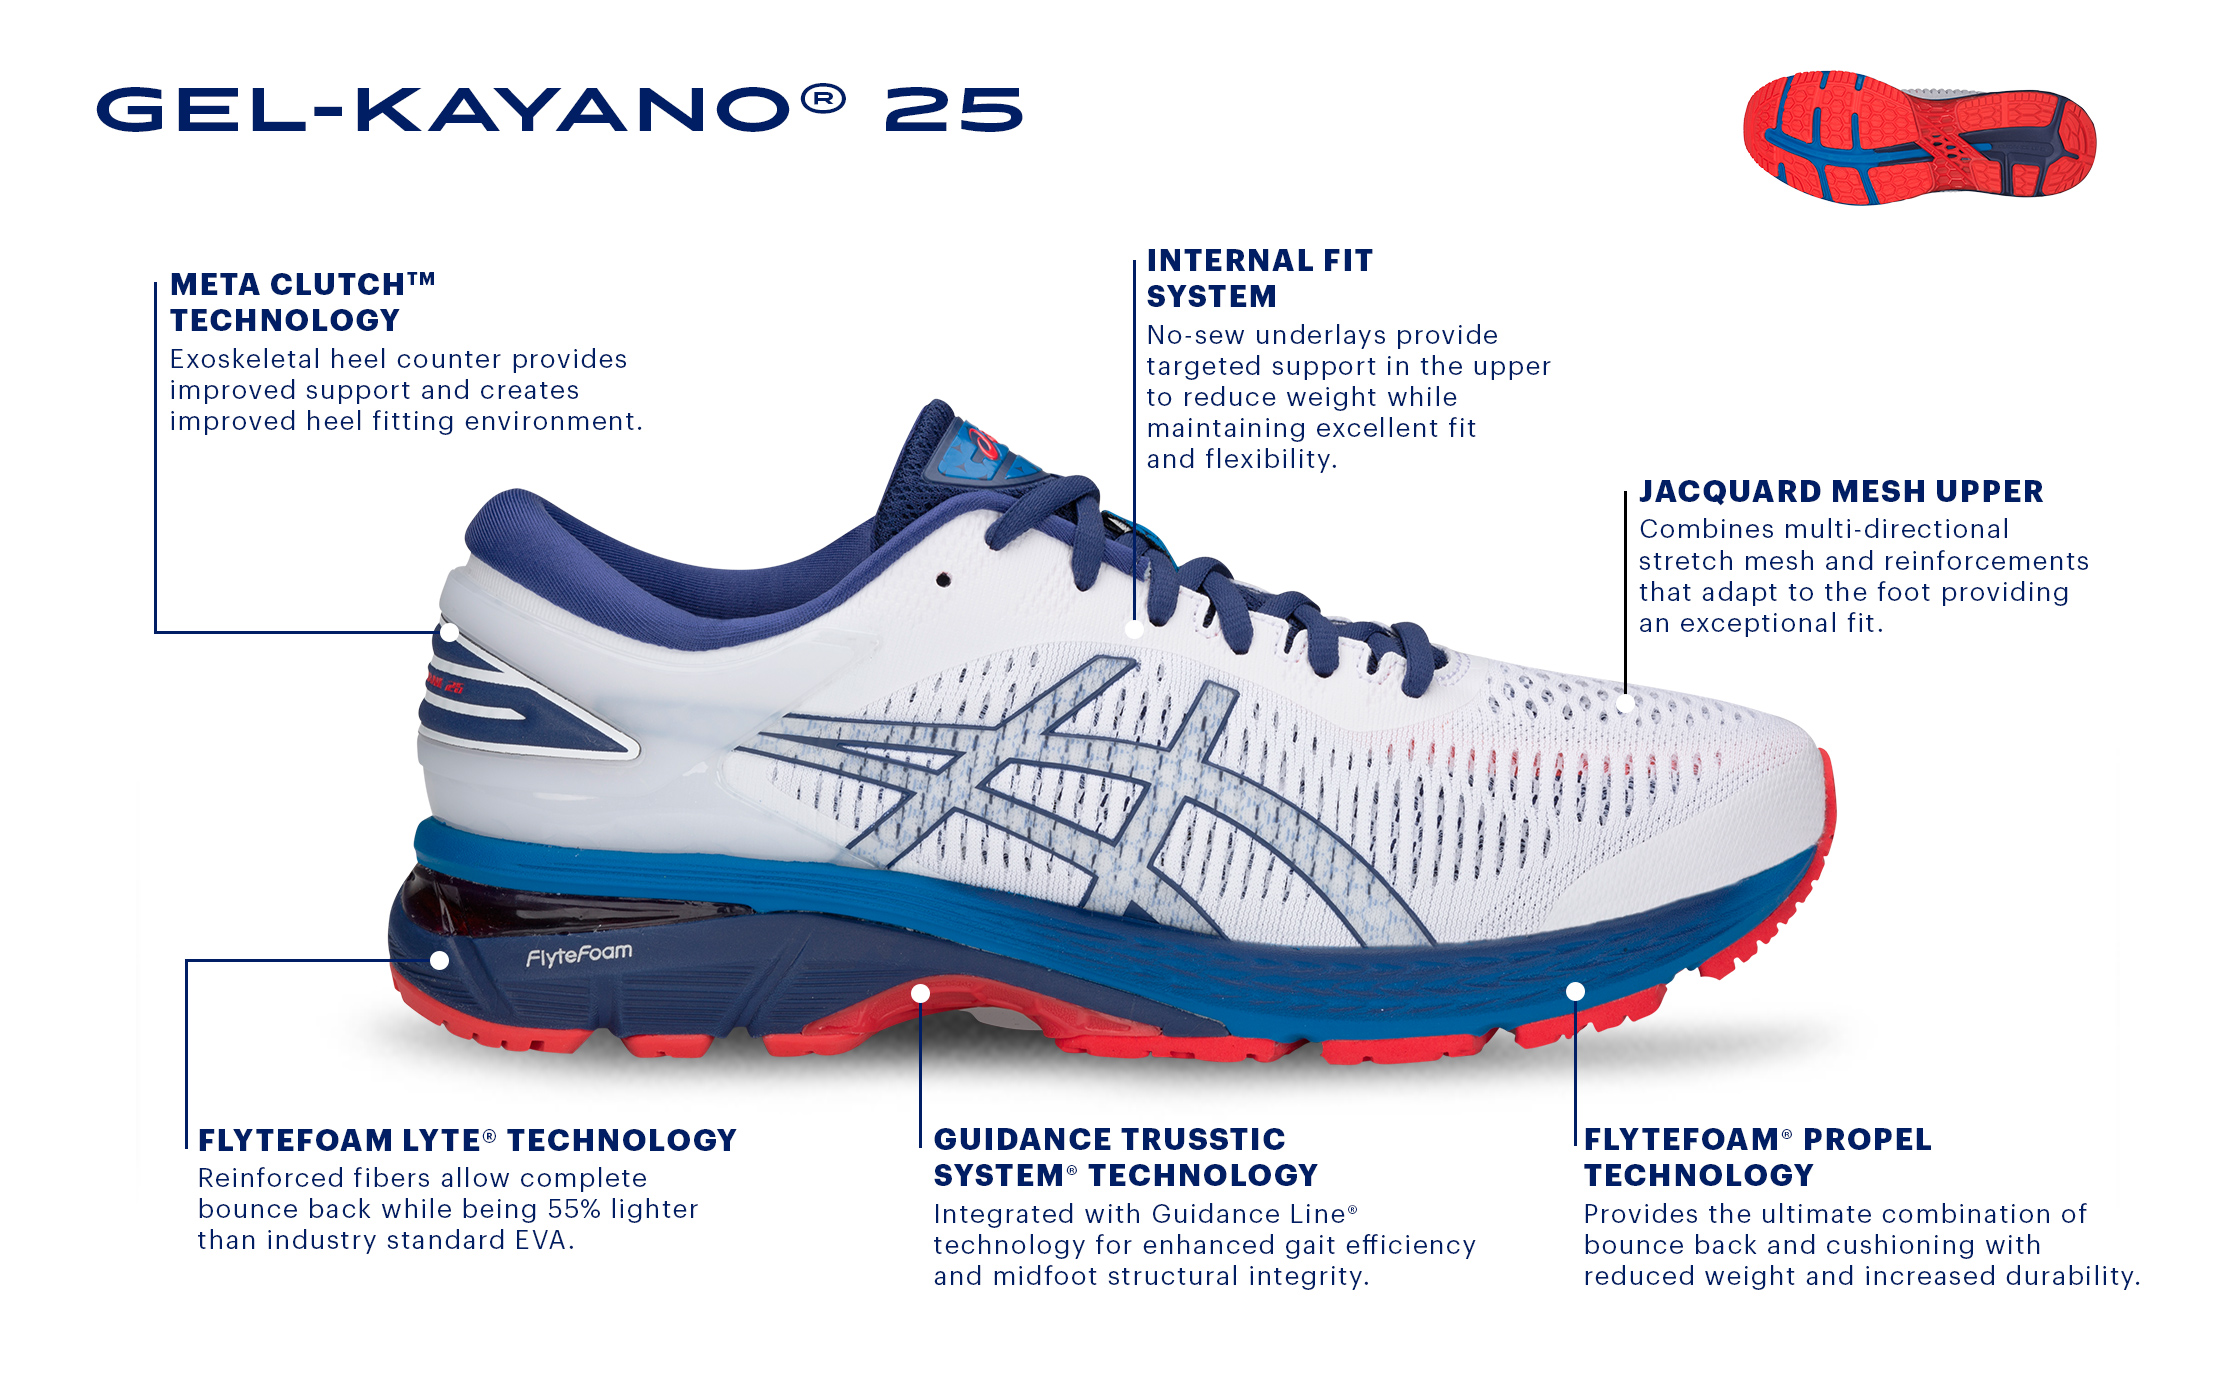 GEL-KAYANO® 25
META CLUTCH™
TECHNOLOGY
Exoskeletal heel counter provides
improved support and creates
improved heel fitting environment.
INTERNAL FIT
SYSTEM
No-sew underlays provide
targeted support in the upper
to reduce weight while
maintaining excellent fit
and flexibility.
JACQUARD MESH UPPER
Combines multi-directional
stretch mesh and reinforcements
that adapt to the foot providing
an exceptional fit.
25
FlyteFoam
FLYTEFOAM LYTE® TECHNOLOGY
Reinforced fibers allow complete
bounce back while being 55% lighter
than industry standard EVA.
GUIDANCE TRUSSTIC
SYSTEM® TECHNOLOGY
Integrated with Guidance Line®
technology for enhanced gait efficiency
and midfoot structural integrity.
FLYTEFOAM® PROPEL
TECHNOLOGY
Provides the ultimate combination of
bounce back and cushioning with
reduced weight and increased durability.